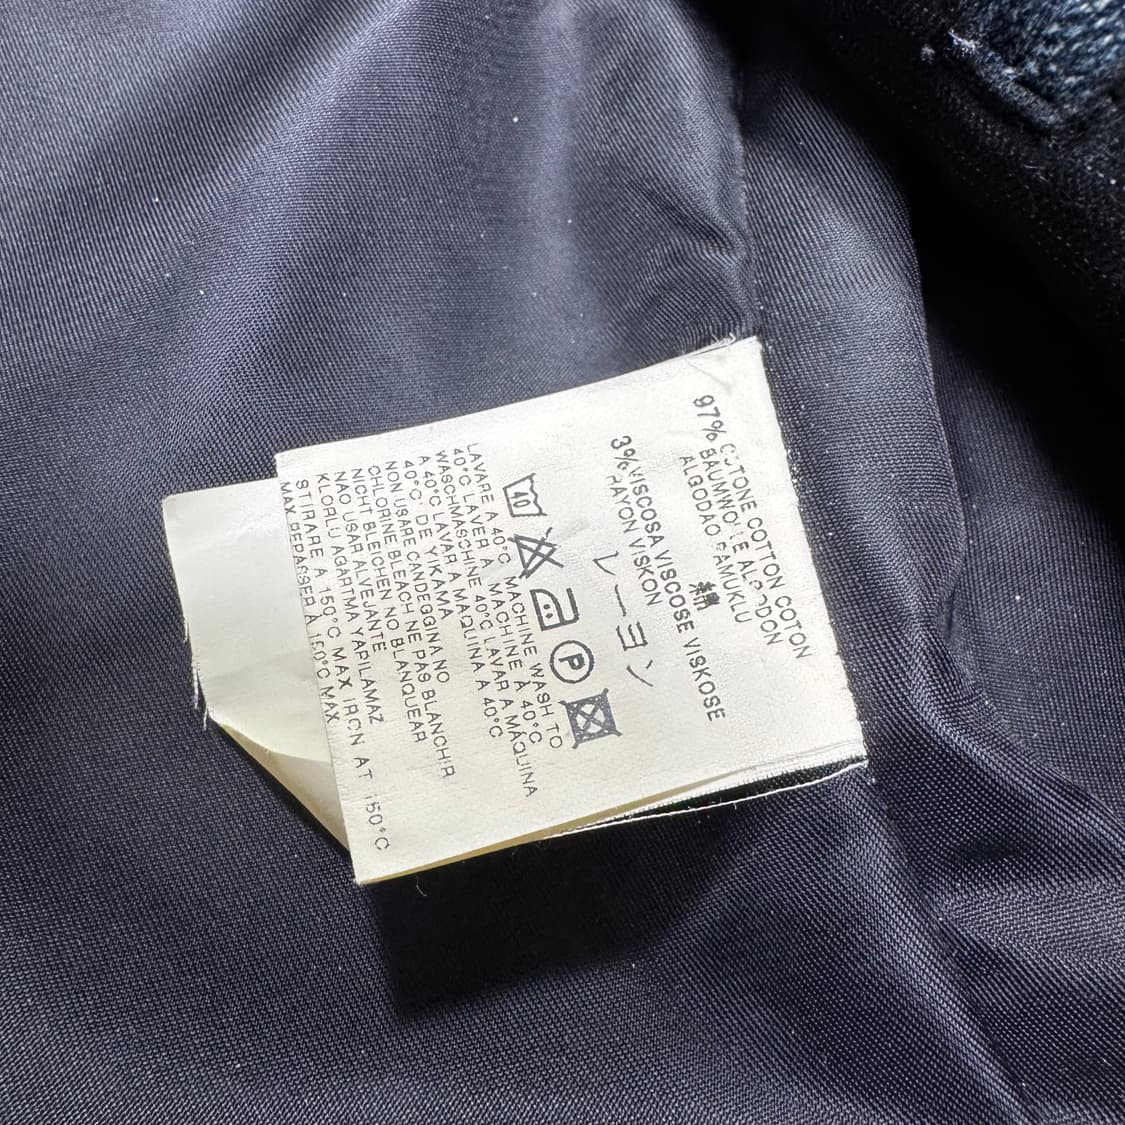 97% COTONE COTTON COTON
% BAUMWOLLE ALGODON
ALGODAO PAMUKLU
綿
3% VISCOSA VISCOSE VISKOSE
RAYON VISKON
レーヨン
40
P
LAVARE A 40°C MACHINE WASH TO
40°C LAVER A MACHINE À 40°C
WASCHMASCHINE 40°C LAVAR A MÁQUINA
A 40°C LAVAR A MAQUINA A 40°C
40°C' DE YIKAMA
NON USARE CANDEGGINA NO
CHLORINE BLEACH NE PAS BLANCHIR
NICHT BLEICHEN NO BLANQUEAR
NAO USAR ALVEJANTE
KLORLU AGARTMA YAPILAMAZ
STIRARE A 150°C MAX IRON AT 150°C
MAX REPASSER À 150°C MAX